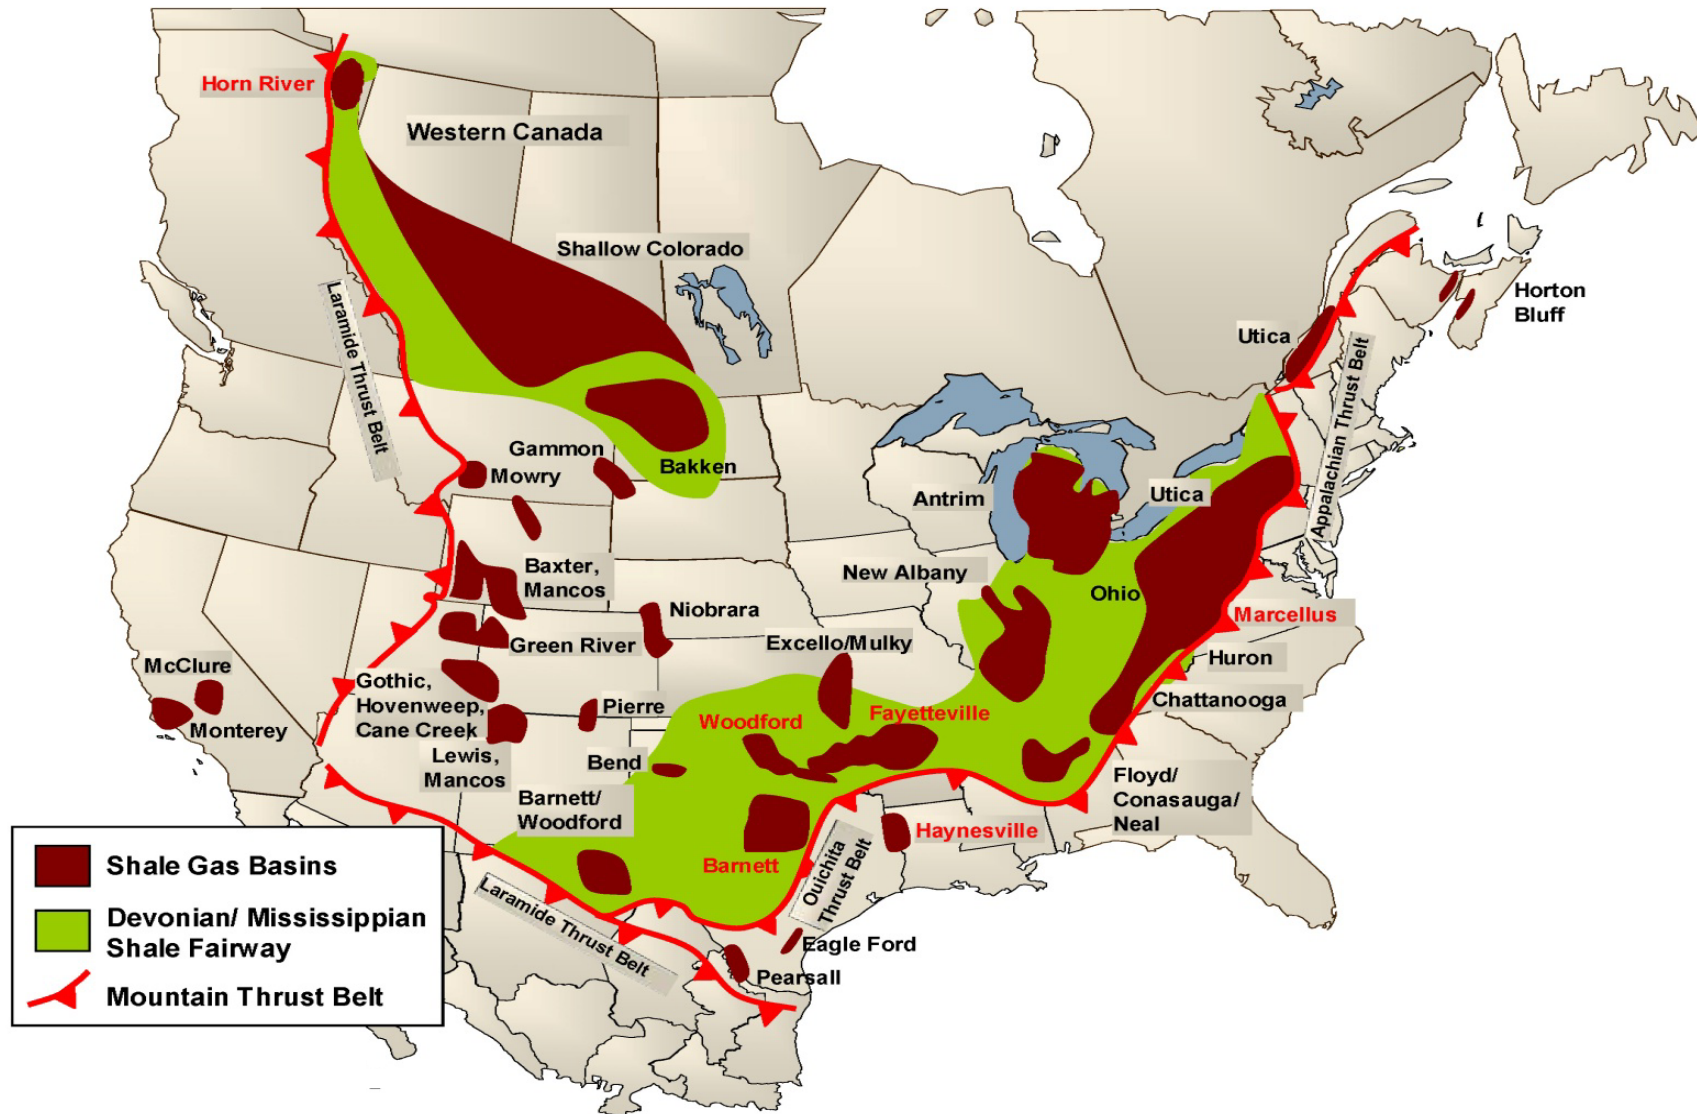 Horn River
Western Canada
Shallow Colorado
Laramide Thrust Belt
Horton
Bluff
Utica
Appalachian Thrust Belt
Gammon
Mowry
Bakken
Antrim
Utica
Baxter,
Mancos
New Albany
Ohio
Niobrara
Marcellus
Green River
Excello/Mulky
McClure
Huron
Gothic,
Hovenweep,
Cane Creek
Pierre
Chattanooga
Monterey
Woodford
Fayetteville
Lewis,
Mancos
Bend
Barnett/
Woodford
Floyd/
Conasauga/
Neal
Haynesville
Barnett
Ouichita
Thrust Belt
Laramide Thrust Belt
Eagle Ford
Pearsall
Shale Gas Basins
Devonian/ Mississippian
Shale Fairway
Mountain Thrust Belt